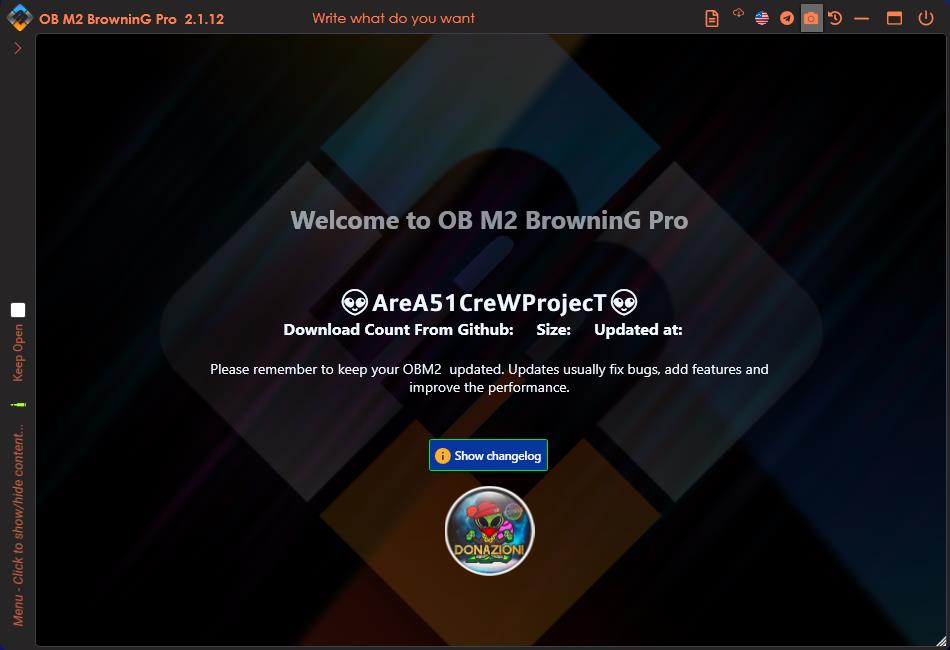 OB M2 BrowninG Pro 2.1.12
Write what do you want
Welcome to OB M2 BrowninG Pro
AreA51CreWProjecT
Download Count From Github: Size: Updated at:
Please remember to keep your OBM2 updated. Updates usually fix bugs, add features and
improve the performance.
Show changelog
DONAZIONI
Keep Open
Menu - Click to show/hide content...